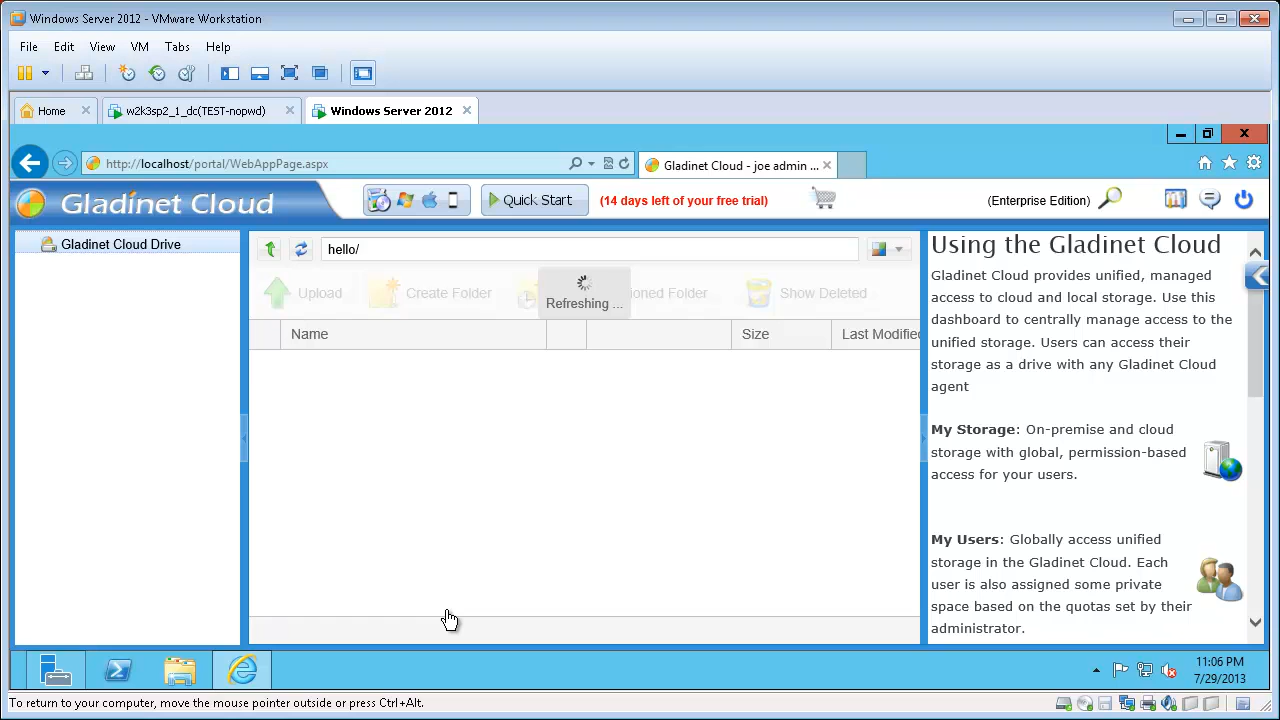 Windows Server 2012 - VMware Workstation
File Edit View VM Tabs Help
Home w2k3sp2_1_dc(TEST-nopwd) Windows Server 2012
http://localhost/portal/WebAppPage.aspx Gladinet Cloud - joe admin ...
Gladinet Cloud Quick Start (14 days left of your free trial) (Enterprise Edition)
Gladinet Cloud Drive
hello/
Upload Create Folder ioned Folder Show Deleted
Refreshing ...
Name Size Last Modified
Using the Gladinet Cloud
Gladinet Cloud provides unified, managed
access to cloud and local storage. Use this
dashboard to centrally manage access to the
unified storage. Users can access their
storage as a drive with any Gladinet Cloud
agent
My Storage: On-premise and cloud
storage with global, permission-based
access for your users.
My Users: Globally access unified
storage in the Gladinet Cloud. Each
user is also assigned some private
space based on the quotas set by their
administrator.
11:06 PM
7/29/2013
To return to your computer, move the mouse pointer outside or press Ctrl+Alt.